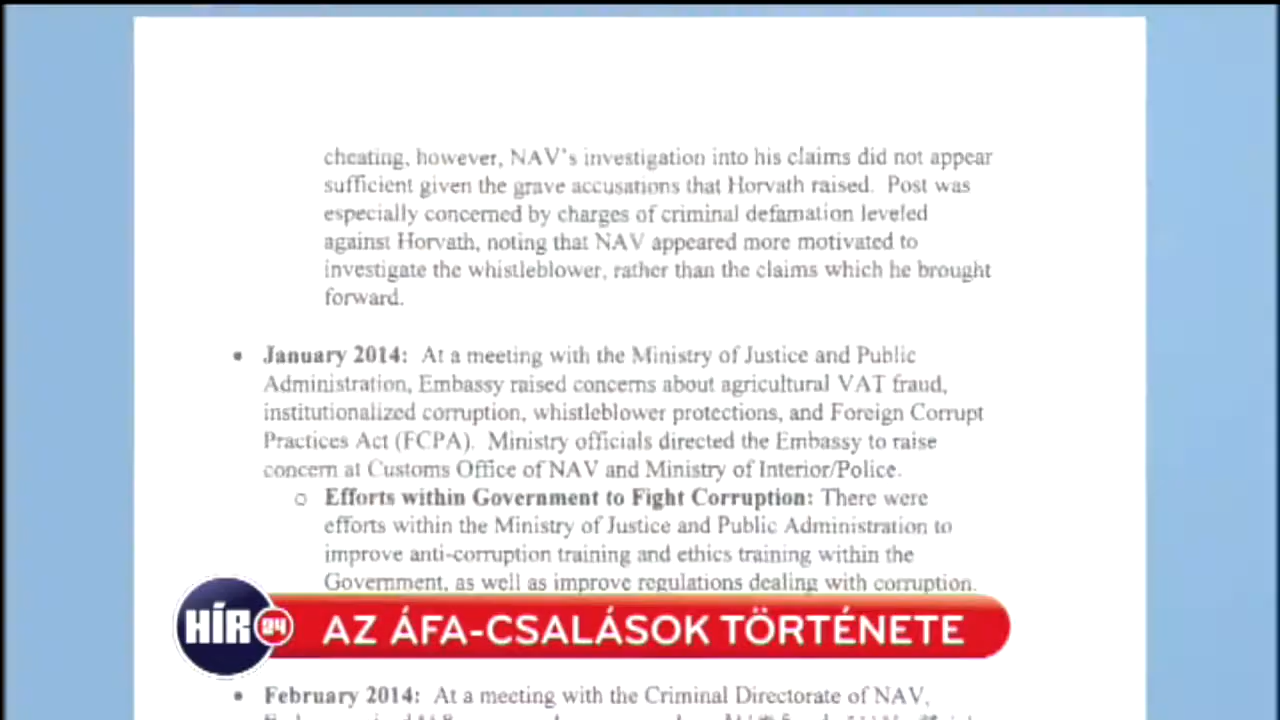 cheating, however, NAV's investigation into his claims did not appear
sufficient given the grave accusations that Horvath raised. Post was
especially concerned by charges of criminal defamation leveled
against Horvath, noting that NAV appeared more motivated to
investigate the whistleblower, rather than the claims which he brought
forward.
• January 2014: At a meeting with the Ministry of Justice and Public
Administration, Embassy raised concerns about agricultural VAT fraud,
institutionalized corruption, whistleblower protections, and Foreign Corrupt
Practices Act (FCPA). Ministry officials directed the Embassy to raise
concern at Customs Office of NAV and Ministry of Interior/Police.
o Efforts within Government to Fight Corruption: There were
efforts within the Ministry of Justice and Public Administration to
improve anti-corruption training and ethics training within the
Government, as well as improve regulations dealing with corruption.
HÍR 24 AZ ÁFA-CSALÁSOK TÖRTÉNETE
• February 2014: At a meeting with the Criminal Directorate of NAV,